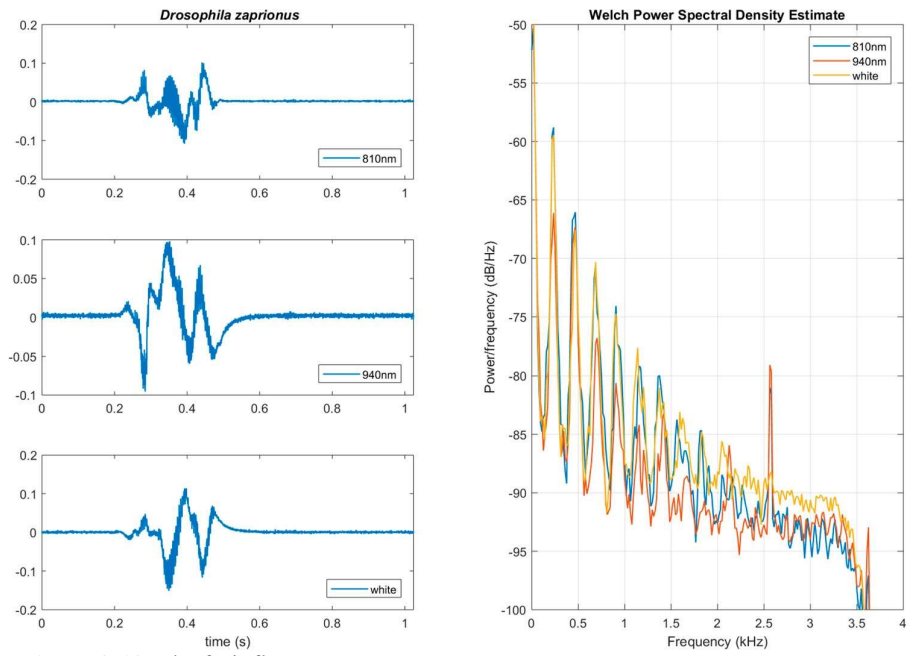 Drosophila zaprionus
0.2
0.1
0
-0.1
-0.2
810nm
0 0.2 0.4 0.6 0.8 1
0.1
0.05
0
-0.05
-0.1
940nm
0 0.2 0.4 0.6 0.8 1
0.2
0.1
0
-0.1
-0.2
white
0 0.2 0.4 0.6 0.8 1
time (s)
Welch Power Spectral Density Estimate
810nm
940nm
white
Power/frequency (dB/Hz)
-50
-55
-60
-65
-70
-75
-80
-85
-90
-95
-100
0 0.5 1 1.5 2 2.5 3 3.5 4
Frequency (kHz)